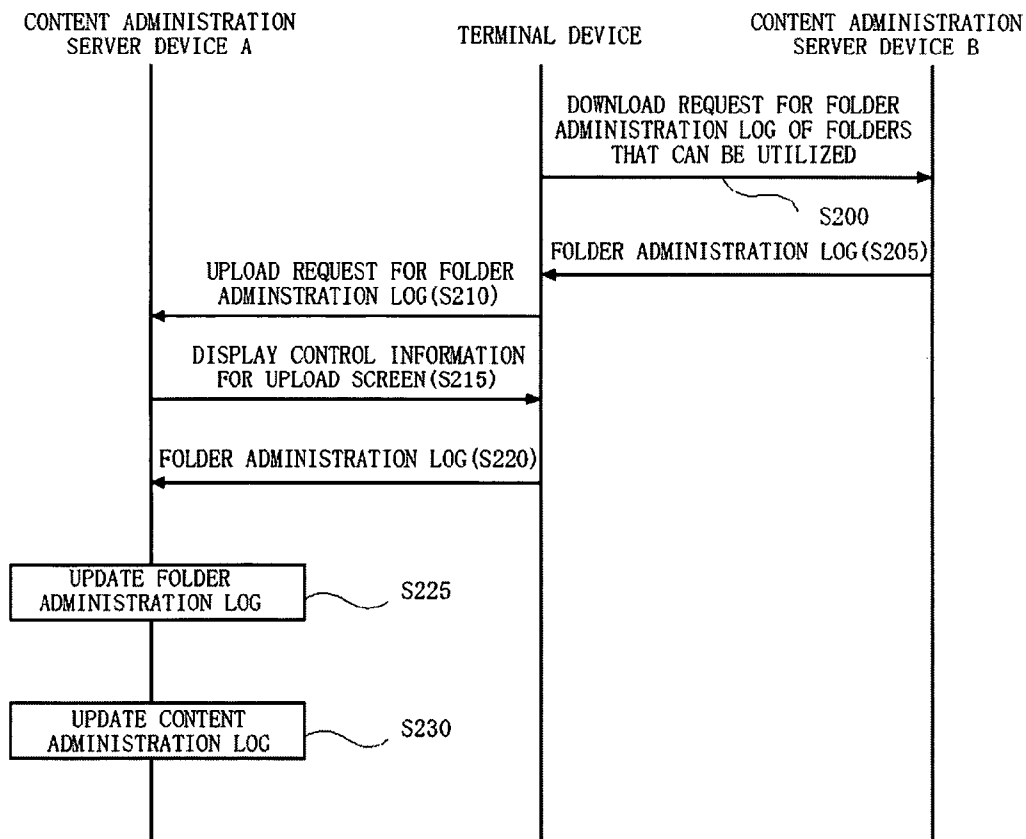 CONTENT ADMINISTRATION
SERVER DEVICE A
TERMINAL DEVICE
CONTENT ADMINISTRATION
SERVER DEVICE B
DOWNLOAD REQUEST FOR FOLDER
ADMINISTRATION LOG OF FOLDERS
THAT CAN BE UTILIZED
S200
FOLDER ADMINISTRATION LOG(S205)
UPLOAD REQUEST FOR FOLDER
ADMINSTRATION LOG(S210)
DISPLAY CONTROL INFORMATION
FOR UPLOAD SCREEN(S215)
FOLDER ADMINISTRATION LOG(S220)
UPDATE FOLDER
ADMINISTRATION LOG
S225
UPDATE CONTENT
ADMINISTRATION LOG
S230